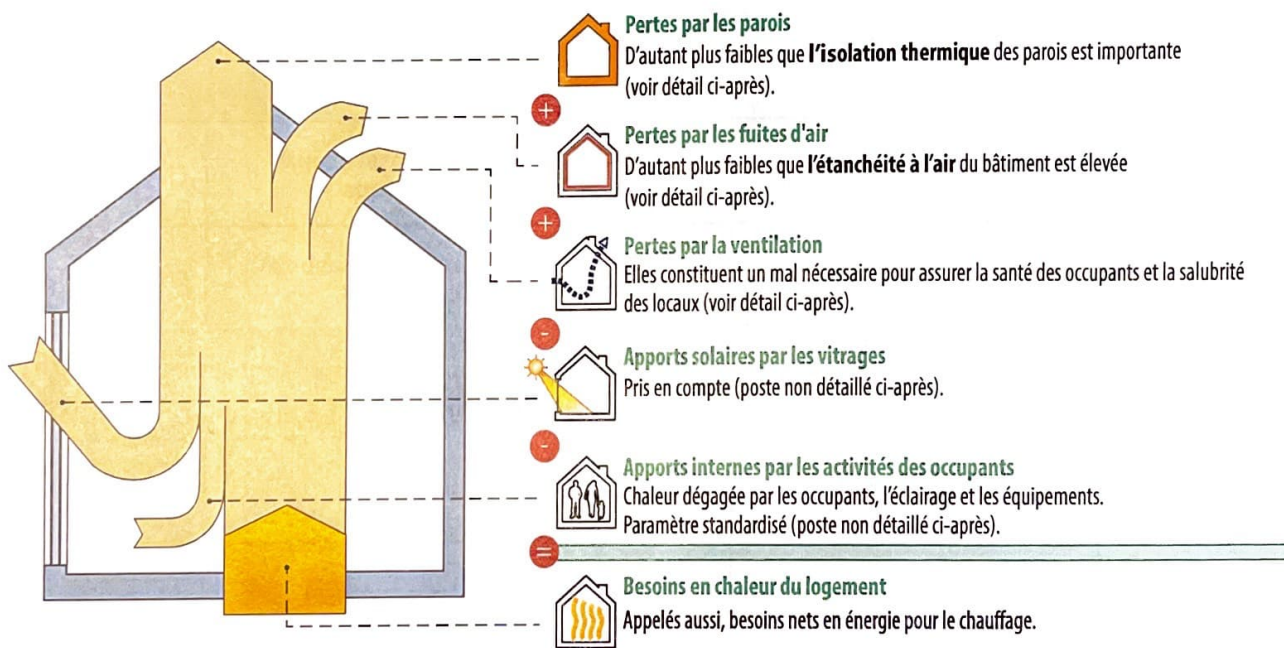 Pertes par les parois
D'autant plus faibles que l'isolation thermique des parois est importante
(voir détail ci-après).
+
Pertes par les fuites d'air
D'autant plus faibles que l'étanchéité à l'air du bâtiment est élevée
(voir détail ci-après).
+
Pertes par la ventilation
Elles constituent un mal nécessaire pour assurer la santé des occupants et la salubrité
des locaux (voir détail ci-après).
-
Apports solaires par les vitrages
Pris en compte (poste non détaillé ci-après).
-
Apports internes par les activités des occupants
Chaleur dégagée par les occupants, l'éclairage et les équipements.
Paramètre standardisé (poste non détaillé ci-après).
=
Besoins en chaleur du logement
Appelés aussi, besoins nets en énergie pour le chauffage.